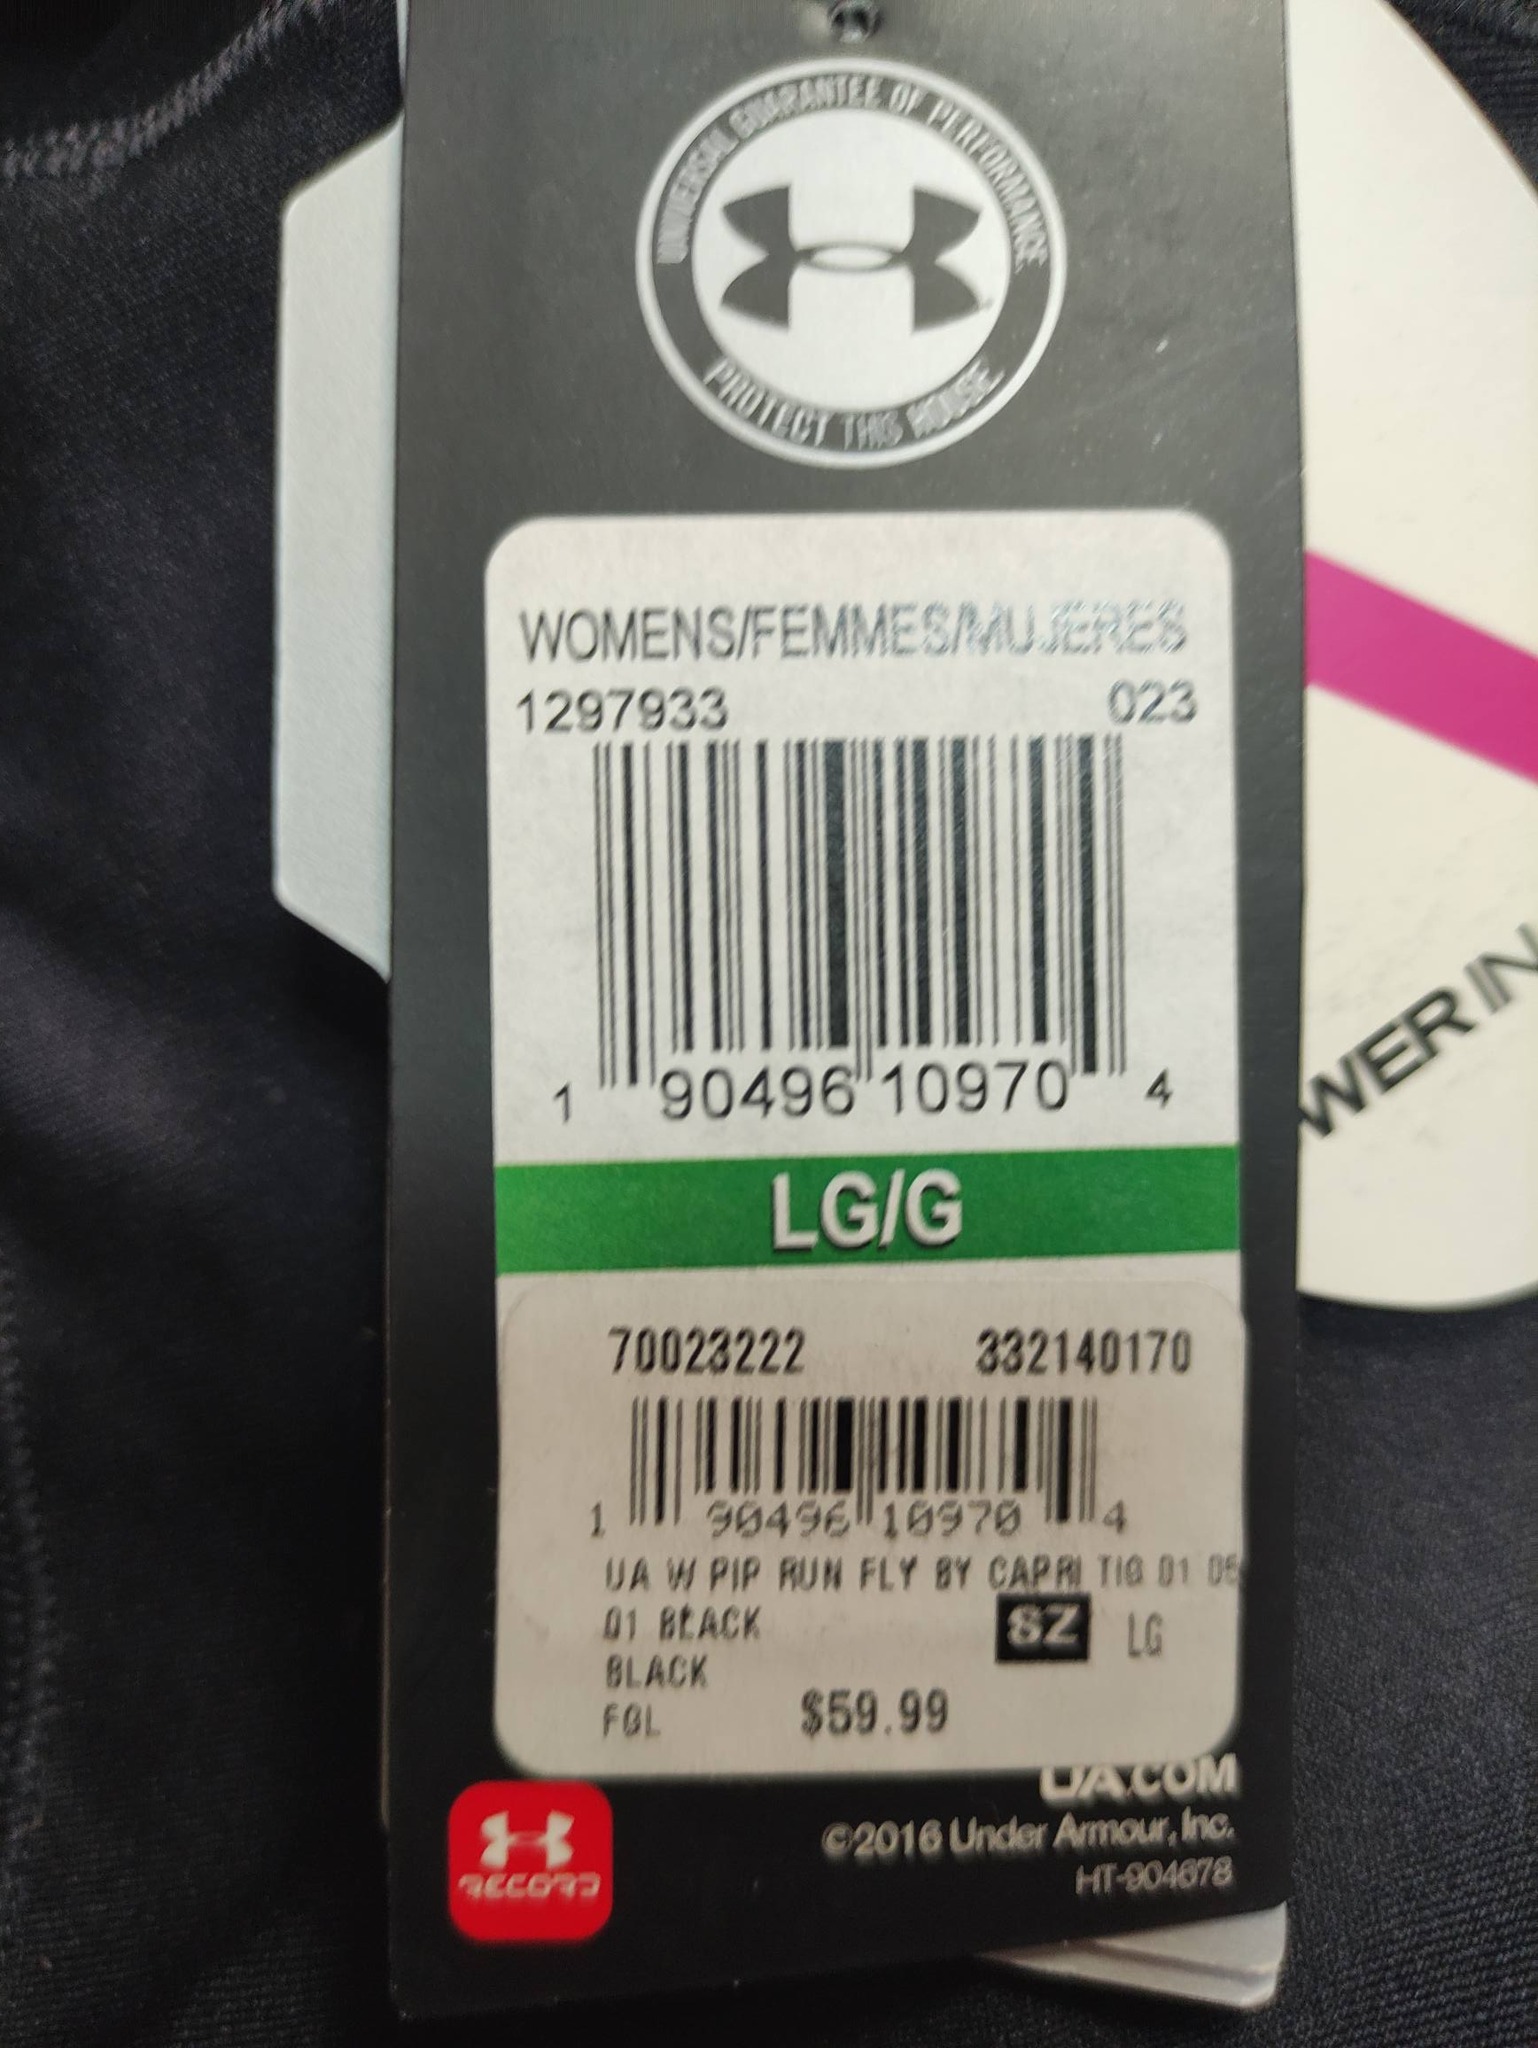 UNIVERSAL GUARANTEE OF PERFORMANCE.
PROTECT THIS HOUSE.
WOMENS/FEMMES/MUJERES
1297933 023
1 90496 10970 4
LG/G
70023222 332140170
1 90496 10970 4
UA W PIP RUN FLY BY CAPRI TIG 01 05
01 BLACK SZ LG
BLACK
FGL $59.99
UA.COM
©2016 Under Armour, Inc.
HT-904678
RECORD
WER IN